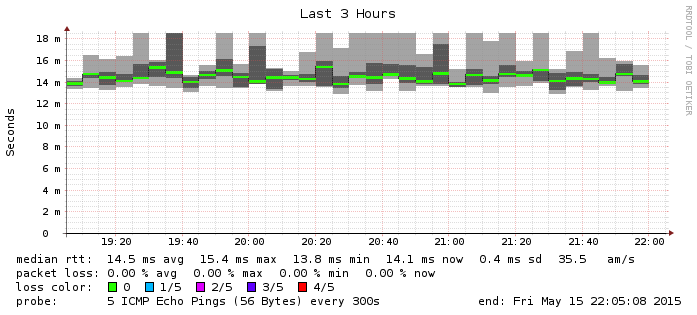 Last 3 Hours
RRDTOOL / TOBI OETIKER
Seconds
18 m
16 m
14 m
12 m
10 m
8 m
6 m
4 m
2 m
0
19:20 19:40 20:00 20:20 20:40 21:00 21:20 21:40 22:00
median rtt: 14.5 ms avg 15.4 ms max 13.8 ms min 14.1 ms now 0.4 ms sd 35.5 am/s
packet loss: 0.00 % avg 0.00 % max 0.00 % min 0.00 % now
loss color: 0 1/5 2/5 3/5 4/5
probe: 5 ICMP Echo Pings (56 Bytes) every 300s end: Fri May 15 22:05:08 2015